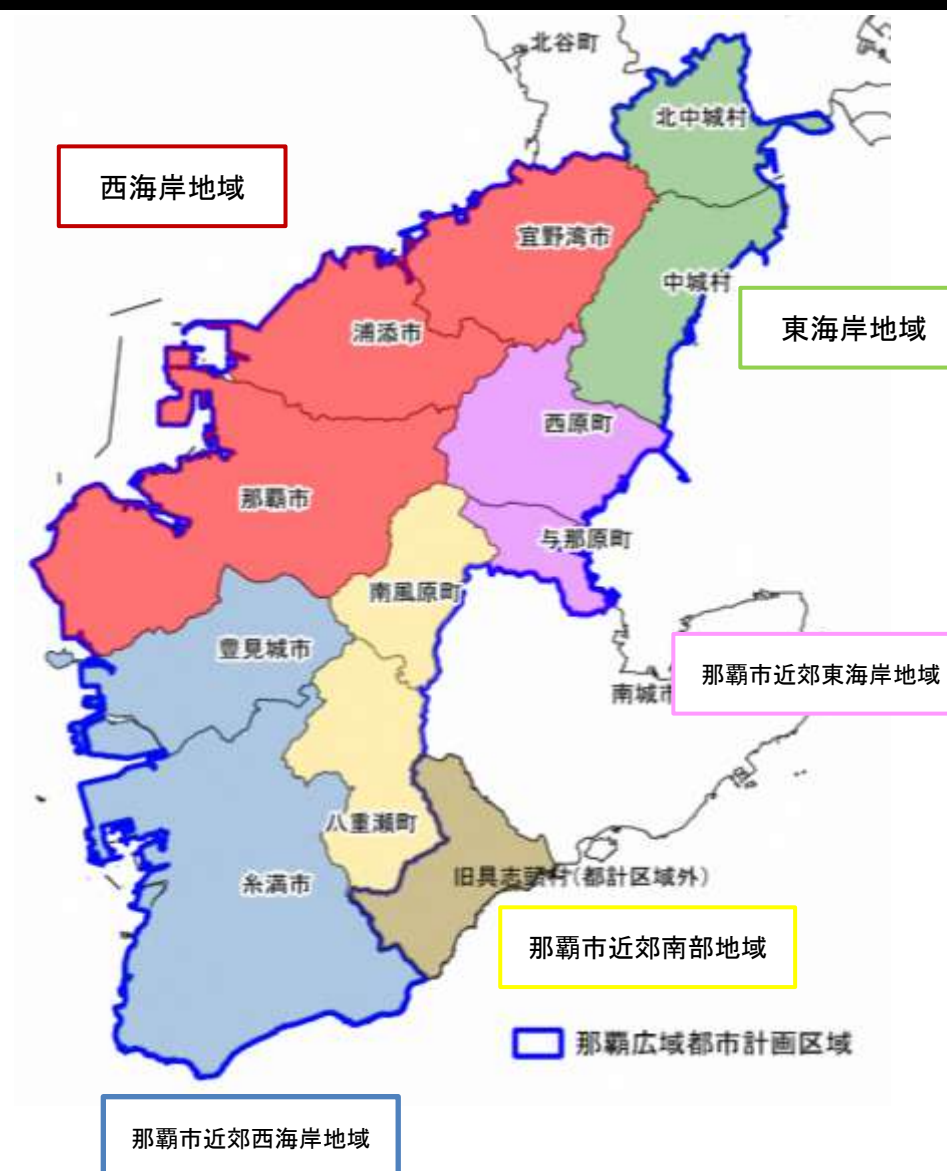 北谷町
北中城村
西海岸地域
宜野湾市
中城村
浦添市
東海岸地域
西原町
那覇市
与那原町
南風原町
豊見城市
那覇市近郊東海岸地域
南城市
八重瀬町
糸満市
旧具志頭村(都計区域外)
那覇市近郊南部地域
那覇広域都市計画区域
那覇市近郊西海岸地域